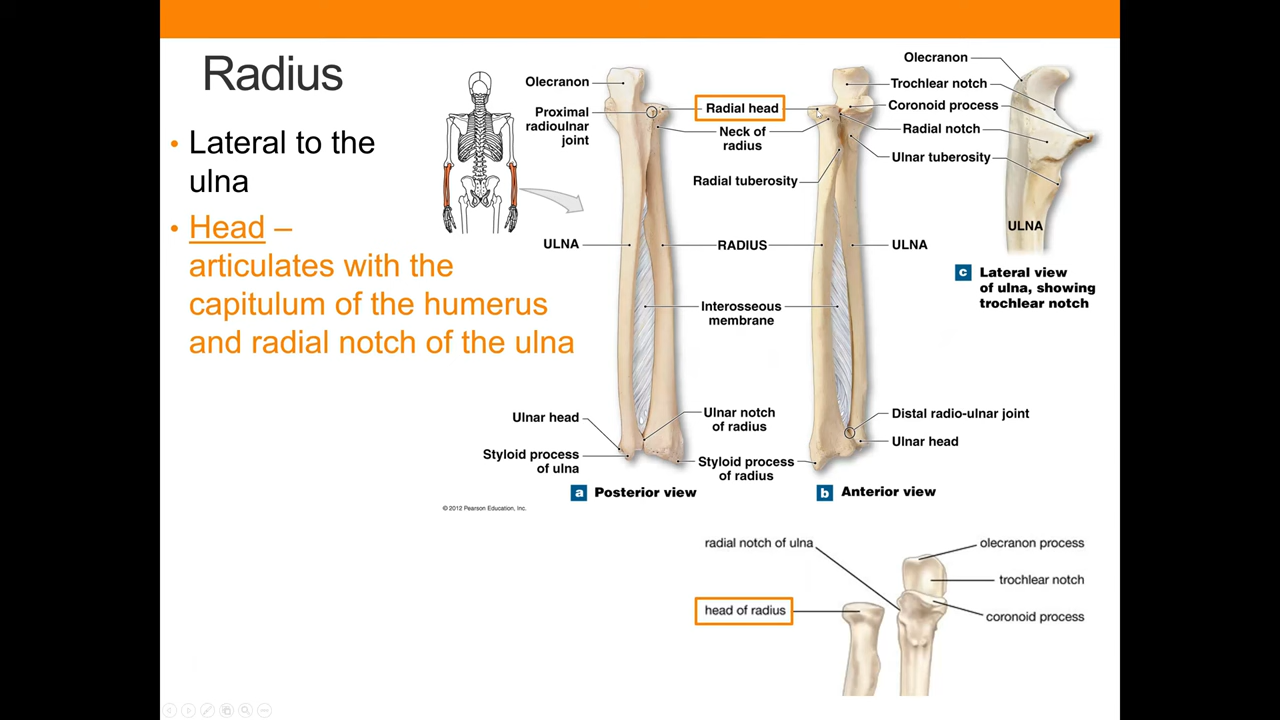 Radius
• Lateral to the
ulna
• Head –
articulates with the
capitulum of the humerus
and radial notch of the ulna
Olecranon
Proximal
radioulnar
joint
Radial head
Neck of
radius
Radial tuberosity
ULNA
RADIUS
Interosseous
membrane
Ulnar head
Styloid process
of ulna
Ulnar notch
of radius
Styloid process
of radius
a Posterior view
Olecranon
Trochlear notch
Coronoid process
Radial notch
Ulnar tuberosity
ULNA
Distal radio-ulnar joint
Ulnar head
b Anterior view
ULNA
c Lateral view
of ulna, showing
trochlear notch
© 2012 Pearson Education, Inc.
radial notch of ulna
head of radius
olecranon process
trochlear notch
coronoid process